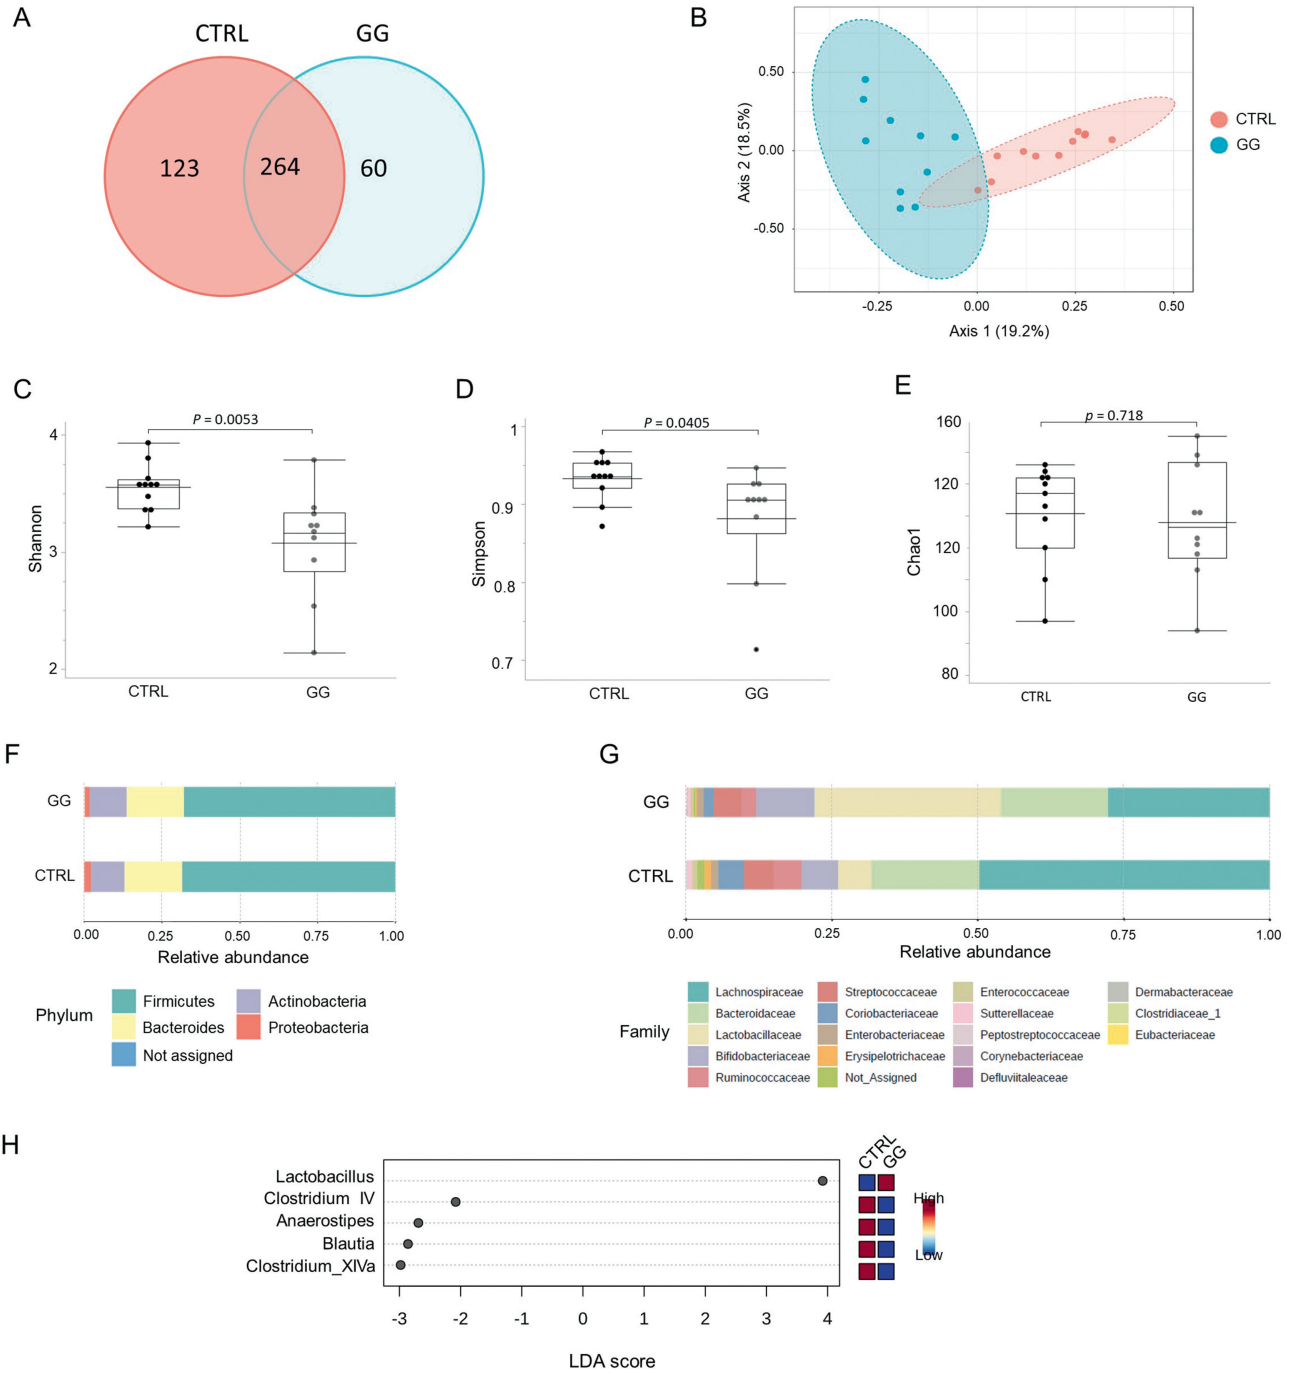 A
CTRL GG
123 264 60
B
0.50
0.00
-0.50
Axis 2 (18.5%)
-0.25 0.00 0.25 0.50
Axis 1 (19.2%)
CTRL
GG
C
P = 0.0053
4
3
2
Shannon
CTRL GG
D
P = 0.0405
1
0.9
0.8
0.7
Simpson
CTRL GG
E
p = 0.718
160
120
120
100
80
Chao1
CTRL GG
F
GG
CTRL
0.00 0.25 0.50 0.75 1.00
Relative abundance
Phylum
Firmicutes Actinobacteria
Bacteroides Proteobacteria
Not assigned
G
GG
CTRL
0.00 0.25 0.50 0.75 1.00
Relative abundance
Family
Lachnospiraceae Streptococcaceae Enterococcaceae Dermabacteraceae
Bacteroidaceae Coriobacteriaceae Sutterellaceae Clostridiaceae_1
Lactobacillaceae Enterobacteriaceae Peptostreptococcaceae Eubacteriaceae
Bifidobacteriaceae Erysipelotrichaceae Corynebacteriaceae
Ruminococcaceae Not_Assigned Defluviitaleaceae
H
CTRL GG
Lactobacillus
Clostridium IV
Anaerostipes
Blautia
Clostridium_XIVa
High
Low
-3 -2 -1 0 1 2 3 4
LDA score